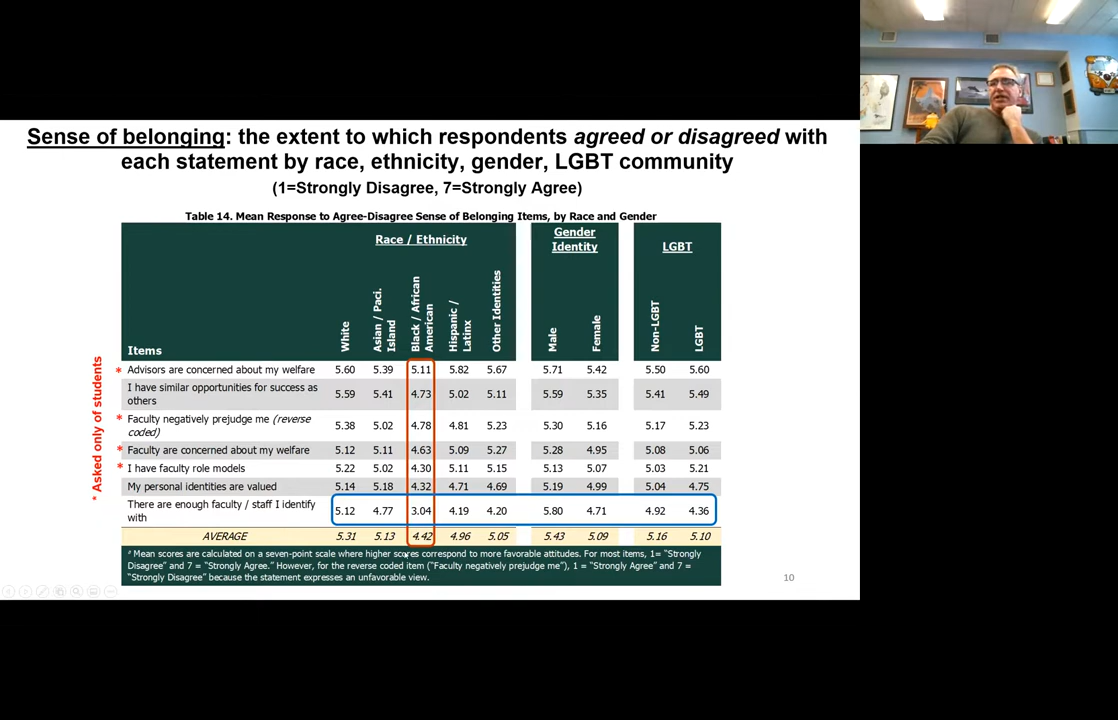 Sense of belonging: the extent to which respondents agreed or disagreed with
each statement by race, ethnicity, gender, LGBT community
(1=Strongly Disagree, 7=Strongly Agree)
Table 14. Mean Response to Agree-Disagree Sense of Belonging Items, by Race and Gender
Race / Ethnicity
Gender
Identity
LGBT
Items
White
Asian / Paci.
Island
Black / African
American
Hispanic /
Latinx
Other Identities
Male
Female
Non-LGBT
LGBT
* Asked only of students
* Advisors are concerned about my welfare 5.60 5.39 5.11 5.82 5.67 5.71 5.42 5.50 5.60
I have similar opportunities for success as
others 5.59 5.41 4.73 5.02 5.11 5.59 5.35 5.41 5.49
* Faculty negatively prejudge me (reverse
coded) 5.38 5.02 4.78 4.81 5.23 5.30 5.16 5.17 5.23
* Faculty are concerned about my welfare 5.12 5.11 4.63 5.09 5.27 5.28 4.95 5.08 5.06
* I have faculty role models 5.22 5.02 4.30 5.11 5.15 5.13 5.07 5.03 5.21
My personal identities are valued 5.14 5.18 4.32 4.71 4.69 5.19 4.99 5.04 4.75
There are enough faculty / staff I identify
with 5.12 4.77 3.04 4.19 4.20 5.80 4.71 4.92 4.36
AVERAGE 5.31 5.13 4.42 4.96 5.05 5.43 5.09 5.16 5.10
Mean scores are calculated on a seven-point scale where higher scores correspond to more favorable attitudes. For most items, 1= "Strongly
Disagree" and 7 = "Strongly Agree." However, for the reverse coded item ("Faculty negatively prejudge me"), 1 = "Strongly Agree" and 7 =
"Strongly Disagree" because the statement expresses an unfavorable view.
10